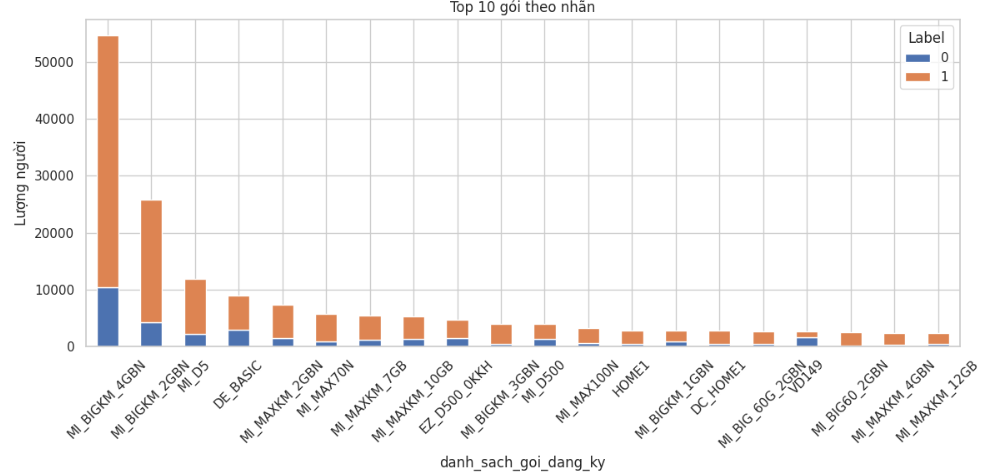 Top 10 gói theo nhãn
Label
0
1
Lượng người
50000
40000
30000
20000
10000
0
MI_BIGKM_4GBN
MI_BIGKM_2GBN
MI_D5
DE_BASIC
MI_MAXKM_2GBN
MI_MAX70N
MI_MAXKM_7GB
MI_MAXKM_10GB
EZ_D500_0KKH
MI_BIGKM_3GBN
MI_D500
MI_MAX100N
HOME1
MI_BIGKM_1GBN
DC_HOME1
MI_BIG_60G_2GBN
VD149
MI_BIG60_2GBN
MI_MAXKM_4GBN
MI_MAXKM_12GB
danh_sach_goi_dang_ky